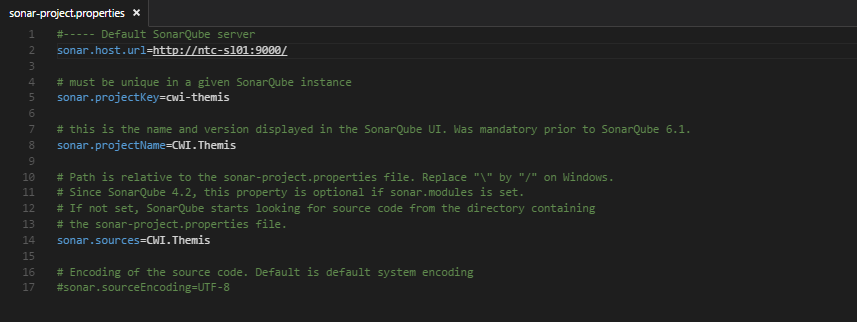 sonar-project.properties ×
1 #----- Default SonarQube server
2 sonar.host.url=http://ntc-sl01:9000/
3
4 # must be unique in a given SonarQube instance
5 sonar.projectKey=cwi-themis
6
7 # this is the name and version displayed in the SonarQube UI. Was mandatory prior to SonarQube 6.1.
8 sonar.projectName=CWI.Themis
9
10 # Path is relative to the sonar-project.properties file. Replace "\" by "/" on Windows.
11 # Since SonarQube 4.2, this property is optional if sonar.modules is set.
12 # If not set, SonarQube starts looking for source code from the directory containing
13 # the sonar-project.properties file.
14 sonar.sources=CWI.Themis
15
16 # Encoding of the source code. Default is default system encoding
17 #sonar.sourceEncoding=UTF-8